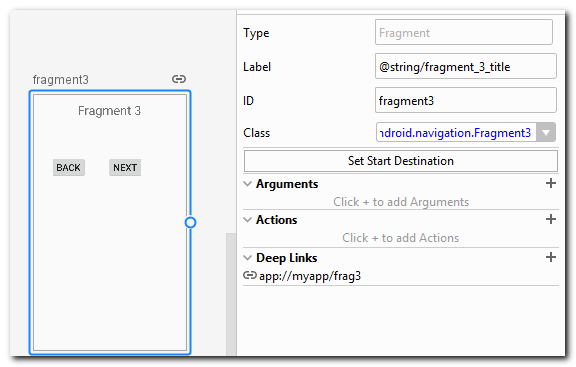 fragment3
Fragment 3
BACK
NEXT
Type
Fragment
Label
@string/fragment_3_title
ID
fragment3
Class
ndroid.navigation.Fragment3
Set Start Destination
Arguments
Click + to add Arguments
Actions
Click + to add Actions
Deep Links
app://myapp/frag3